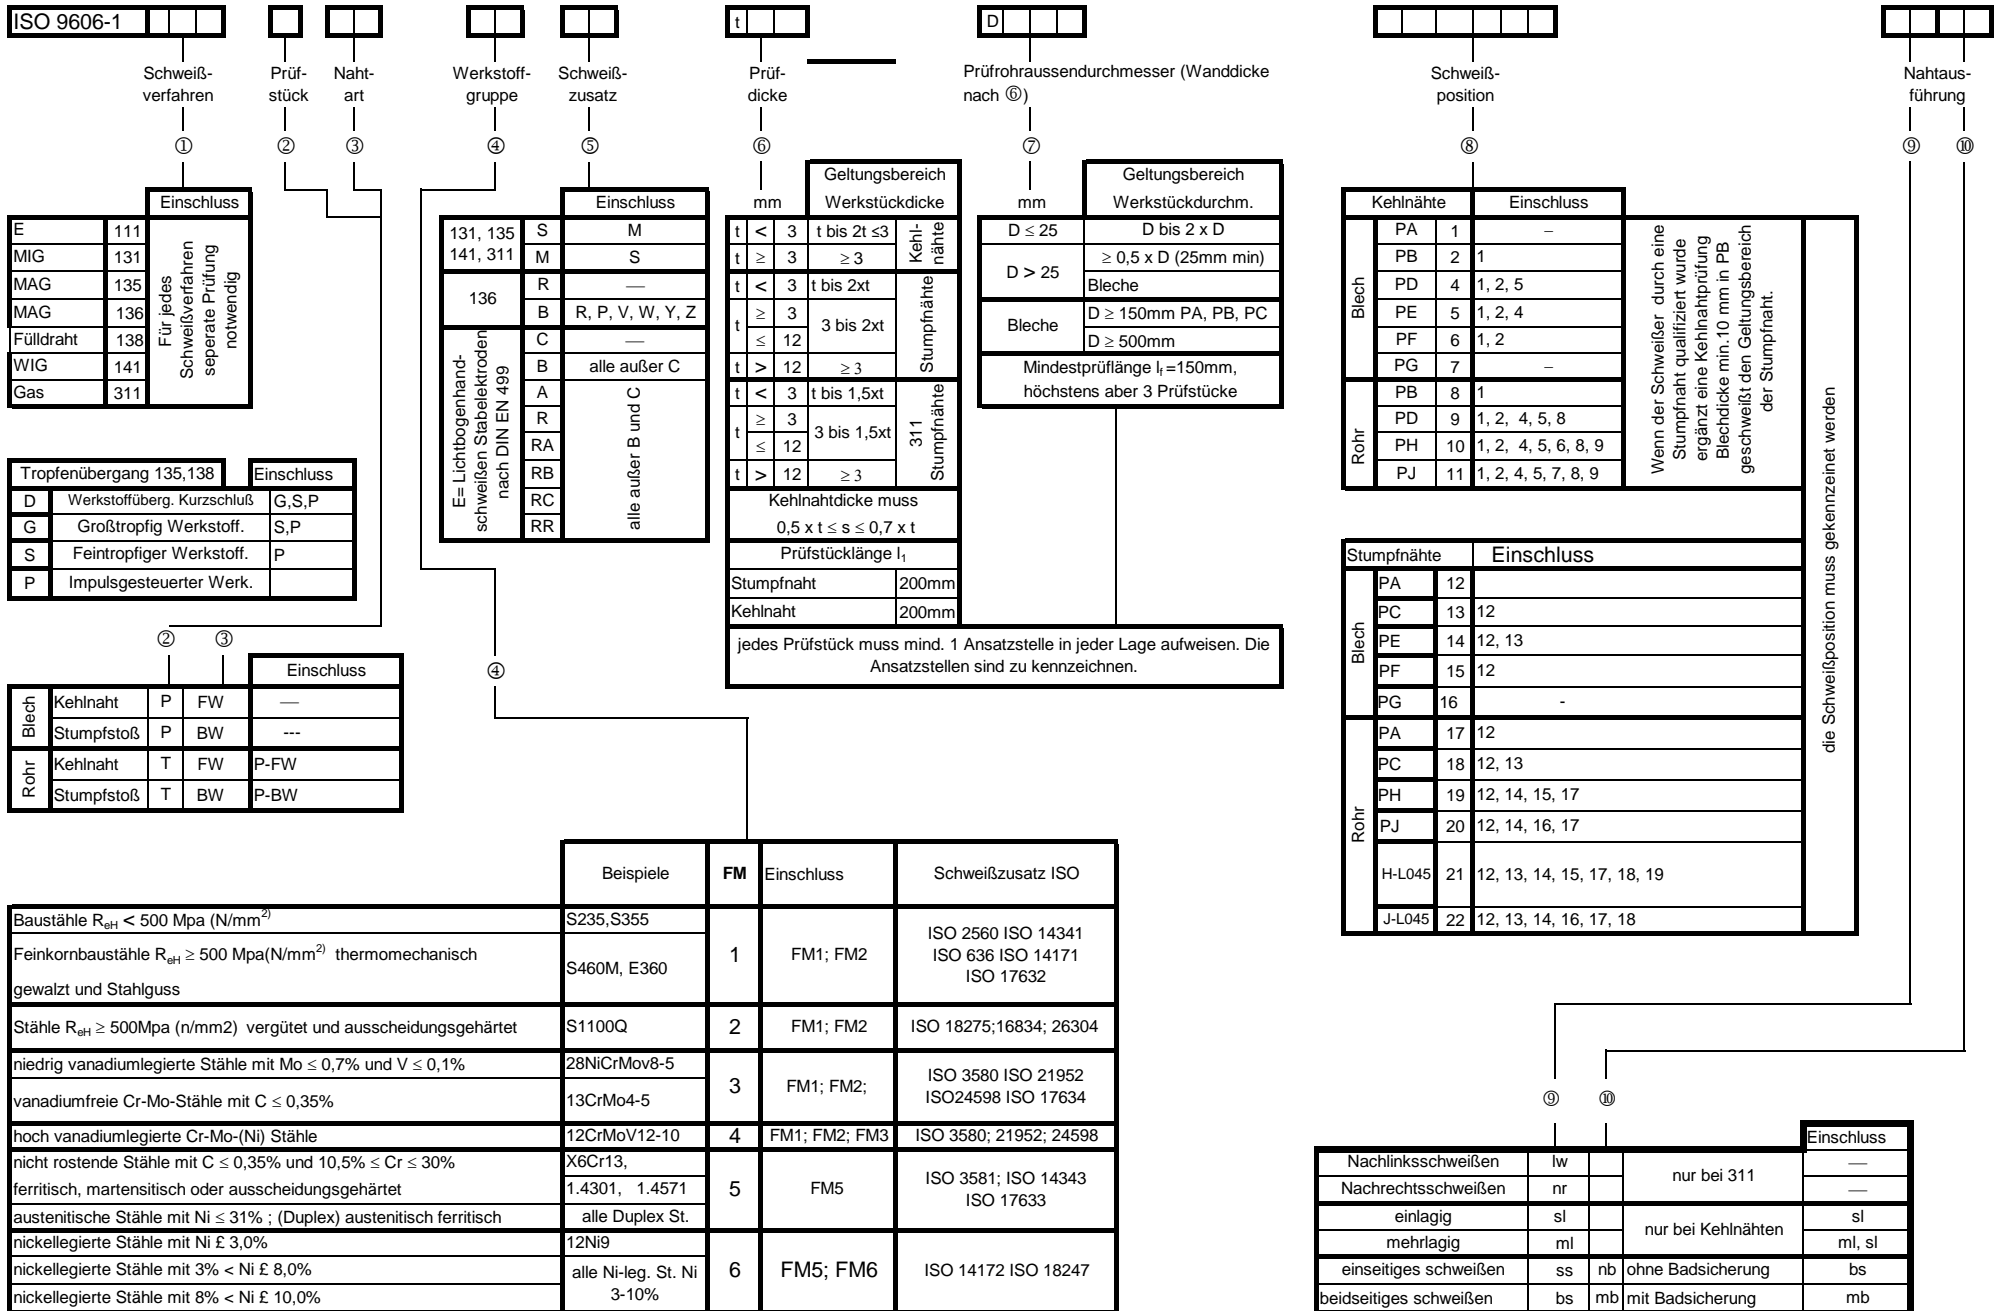 ISO 9606-1
t
D
Schweiß-
verfahren
Prüf-
stück
Naht-
art
Werkstoff-
gruppe
Schweiß-
zusatz
Prüf-
dicke
Prüfrohraussendurchmesser (Wanddicke
nach ⑥)
Schweiß-
position
Nahtaus-
führung
① ② ③ ④ ⑤ ⑥ ⑦ ⑧ ⑨ ⑩
Einschluss
E 111
MIG 131
MAG 135
MAG 136
Fülldraht 138
WIG 141
Gas 311
Für jedes
Schweißverfahren
seperate Prüfung
notwendig
Tropfenübergang 135,138 Einschluss
D Werkstoffüberg. Kurzschluß G,S,P
G Großtropfig Werkstoff. S,P
S Feintropfiger Werkstoff. P
P Impulsgesteuerter Werk.
② ③
Einschluss
Blech
Kehlnaht P FW —
Stumpfstoß P BW ---
Rohr
Kehlnaht T FW P-FW
Stumpfstoß T BW P-BW
Einschluss
131, 135
141, 311
S M
M S
136
R —
B R, P, V, W, Y, Z
E= Lichtbogenhand-
schweißen Stabelektroden
nach DIN EN 499
C —
B alle außer C
A
R
RA
RB
RC
RR
alle außer B und C
④
mm
Geltungsbereich
Werkstückdicke
t < 3 t bis 2t ≤3
t ≥ 3 ≥ 3
Kehl-
nähte
t < 3 t bis 2xt
t ≥ 3
≤ 12
3 bis 2xt
t > 12 ≥ 3
Stumpfnähte
t < 3 t bis 1,5xt
t ≥ 3
≤ 12
3 bis 1,5xt
t > 12 ≥ 3
311
Stumpfnähte
Kehlnahtdicke muss
0,5 x t ≤ s ≤ 0,7 x t
Prüfstücklänge l₁
Stumpfnaht 200mm
Kehlnaht 200mm
jedes Prüfstück muss mind. 1 Ansatzstelle in jeder Lage aufweisen. Die
Ansatzstellen sind zu kennzeichnen.
mm
Geltungsbereich
Werkstückdurchm.
D ≤ 25 D bis 2 x D
D > 25
≥ 0,5 x D (25mm min)
Bleche
Bleche
D ≥ 150mm PA, PB, PC
D ≥ 500mm
Mindestprüflänge lf =150mm,
höchstens aber 3 Prüfstücke
Kehlnähte Einschluss
Blech
PA 1 –
PB 2 1
PD 4 1, 2, 5
PE 5 1, 2, 4
PF 6 1, 2
PG 7 –
Rohr
PB 8 1
PD 9 1, 2, 4, 5, 8
PH 10 1, 2, 4, 5, 6, 8, 9
PJ 11 1, 2, 4, 5, 7, 8, 9
Wenn der Schweißer durch eine
Stumpfnaht qualifiziert wurde
ergänzt eine Kehlnahtprüfung
Blechdicke min.10 mm in PB
geschweißt den Geltungsbereich
der Stumpfnaht.
die Schweißposition muss gekennzeinet werden
Stumpfnähte Einschluss
Blech
PA 12
PC 13 12
PE 14 12, 13
PF 15 12
PG 16 -
Rohr
PA 17 12
PC 18 12, 13
PH 19 12, 14, 15, 17
PJ 20 12, 14, 16, 17
H-L045 21 12, 13, 14, 15, 17, 18, 19
J-L045 22 12, 13, 14, 16, 17, 18
Beispiele FM Einschluss Schweißzusatz ISO
Baustähle ReH < 500 Mpa (N/mm²⁾ S235,S355
Feinkornbaustähle ReH ≥ 500 Mpa(N/mm²⁾ thermomechanisch
gewalzt und Stahlguss
S460M, E360
1 FM1; FM2
ISO 2560 ISO 14341
ISO 636 ISO 14171
ISO 17632
Stähle ReH ≥ 500Mpa (n/mm2) vergütet und ausscheidungsgehärtet S1100Q 2 FM1; FM2 ISO 18275;16834; 26304
niedrig vanadiumlegierte Stähle mit Mo ≤ 0,7% und V ≤ 0,1% 28NiCrMov8-5
vanadiumfreie Cr-Mo-Stähle mit C ≤ 0,35% 13CrMo4-5
3 FM1; FM2;
ISO 3580 ISO 21952
ISO24598 ISO 17634
hoch vanadiumlegierte Cr-Mo-(Ni) Stähle 12CrMoV12-10 4 FM1; FM2; FM3 ISO 3580; 21952; 24598
nicht rostende Stähle mit C ≤ 0,35% und 10,5% ≤ Cr ≤ 30% X6Cr13,
ferritisch, martensitisch oder ausscheidungsgehärtet 1.4301, 1.4571
austenitische Stähle mit Ni ≤ 31% ; (Duplex) austenitisch ferritisch alle Duplex St.
5 FM5
ISO 3581; ISO 14343
ISO 17633
nickellegierte Stähle mit Ni £ 3,0% 12Ni9
nickellegierte Stähle mit 3% < Ni £ 8,0%
nickellegierte Stähle mit 8% < Ni £ 10,0%
alle Ni-leg. St. Ni
3-10%
6 FM5; FM6 ISO 14172 ISO 18247
⑨ ⑩
Einschluss
Nachlinksschweißen lw —
Nachrechtsschweißen nr —
nur bei 311
einlagig sl sl
mehrlagig ml ml, sl
nur bei Kehlnähten
einseitiges schweißen ss nb ohne Badsicherung bs
beidseitiges schweißen bs mb mit Badsicherung mb